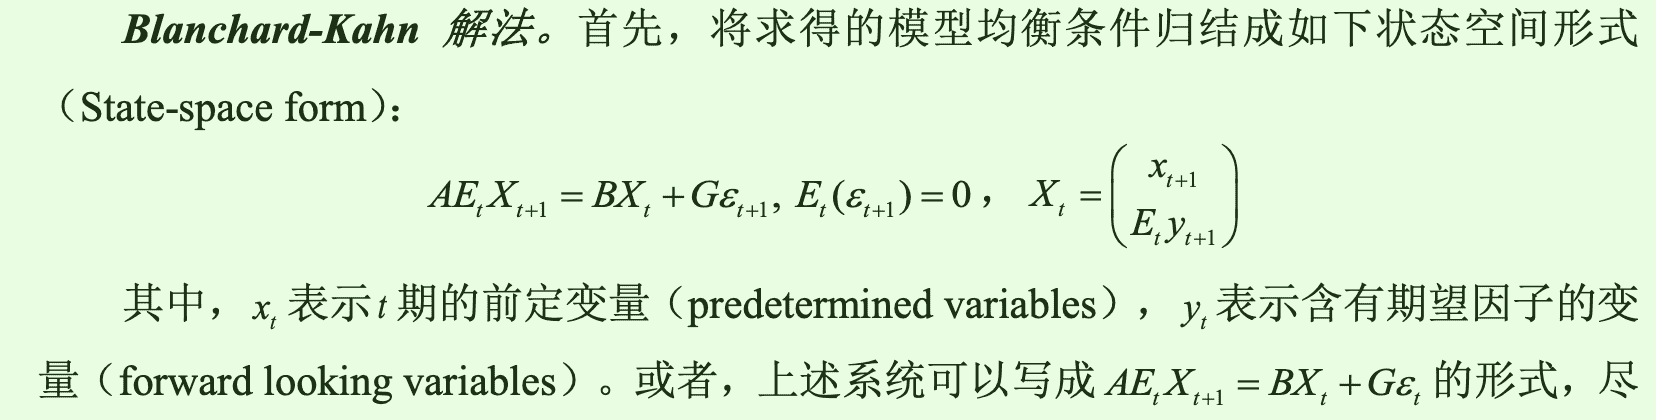 Blanchard-Kahn 解法。首先，将求得的模型均衡条件归结成如下状态空间形式
（State-space form）：
$AE_tX_{t+1} = BX_t + G\varepsilon_{t+1}, E_t(\varepsilon_{t+1}) = 0$， $X_t = \begin{pmatrix} x_{t+1} \\ E_t y_{t+1} \end{pmatrix}$
其中，$x_t$ 表示 $t$ 期的前定变量（predetermined variables），$y_t$ 表示含有期望因子的变
量（forward looking variables）。或者，上述系统可以写成 $AE_tX_{t+1} = BX_t + G\varepsilon_t$ 的形式，尽